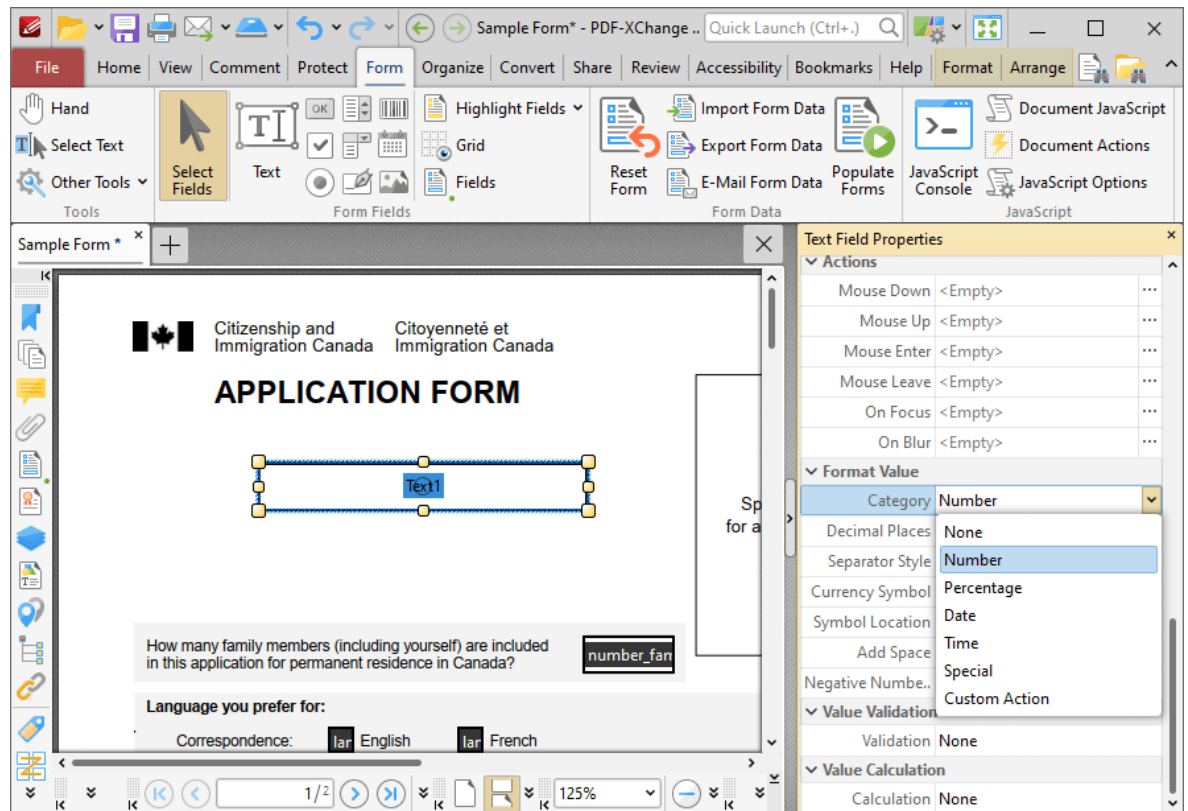 Sample Form* - PDF-XChange ..
Quick Launch (Ctrl+.)
File Home View Comment Protect Form Organize Convert Share Review Accessibility Bookmarks Help Format Arrange
Hand
Select Text
Other Tools
Tools
Select Fields
Text
OK
Highlight Fields
Grid
Fields
Form Fields
Reset Form
Import Form Data
Export Form Data
E-Mail Form Data
Populate Forms
Form Data
JavaScript Console
Document JavaScript
Document Actions
JavaScript Options
JavaScript
Sample Form *
Citizenship and
Immigration Canada
Citoyenneté et
Immigration Canada
APPLICATION FORM
Text1
Sp
for a
How many family members (including yourself) are included
in this application for permanent residence in Canada?
number_fam
Language you prefer for:
Correspondence: lar English lar French
1/2
125%
Text Field Properties
Actions
Mouse Down <Empty> ...
Mouse Up <Empty> ...
Mouse Enter <Empty> ...
Mouse Leave <Empty> ...
On Focus <Empty> ...
On Blur <Empty> ...
Format Value
Category Number
Decimal Places
Separator Style
Currency Symbol
Symbol Location
Add Space
Negative Numbe..
None
Number
Percentage
Date
Time
Special
Custom Action
Value Validation
Validation None
Value Calculation
Calculation None